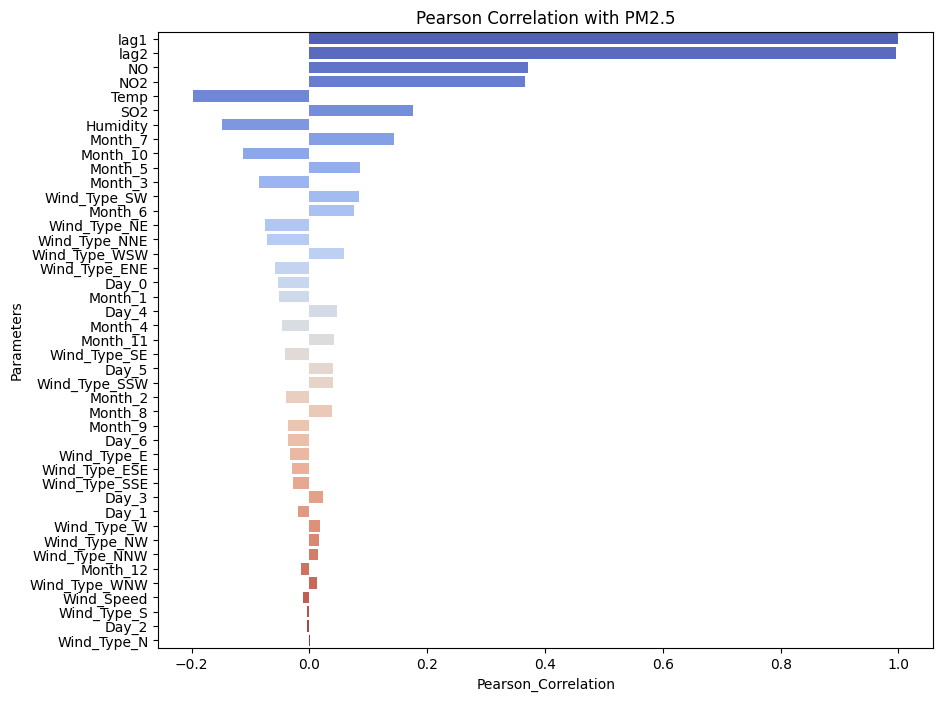 Pearson Correlation with PM2.5
lag1
lag2
NO
NO2
Temp
SO2
Humidity
Month_7
Month_10
Month_5
Month_3
Wind_Type_SW
Month_6
Wind_Type_NE
Wind_Type_NNE
Wind_Type_WSW
Wind_Type_ENE
Day_0
Month_1
Day_4
Month_4
Month_11
Wind_Type_SE
Day_5
Wind_Type_SSW
Month_2
Month_8
Month_9
Day_6
Wind_Type_E
Wind_Type_ESE
Wind_Type_SSE
Day_3
Day_1
Wind_Type_W
Wind_Type_NW
Wind_Type_NNW
Month_12
Wind_Type_WNW
Wind_Speed
Wind_Type_S
Day_2
Wind_Type_N
Parameters
−0.2 0.0 0.2 0.4 0.6 0.8 1.0
Pearson_Correlation